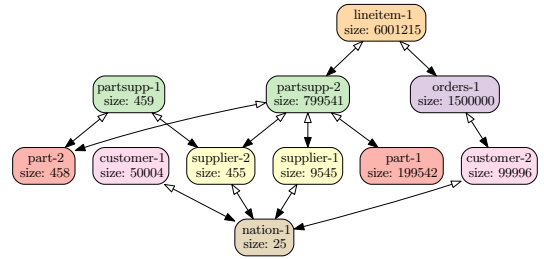 lineitem-1
size: 6001215
partsupp-1
size: 459
partsupp-2
size: 799541
orders-1
size: 1500000
part-2
size: 458
customer-1
size: 50004
supplier-2
size: 455
supplier-1
size: 9545
part-1
size: 199542
customer-2
size: 99996
nation-1
size: 25